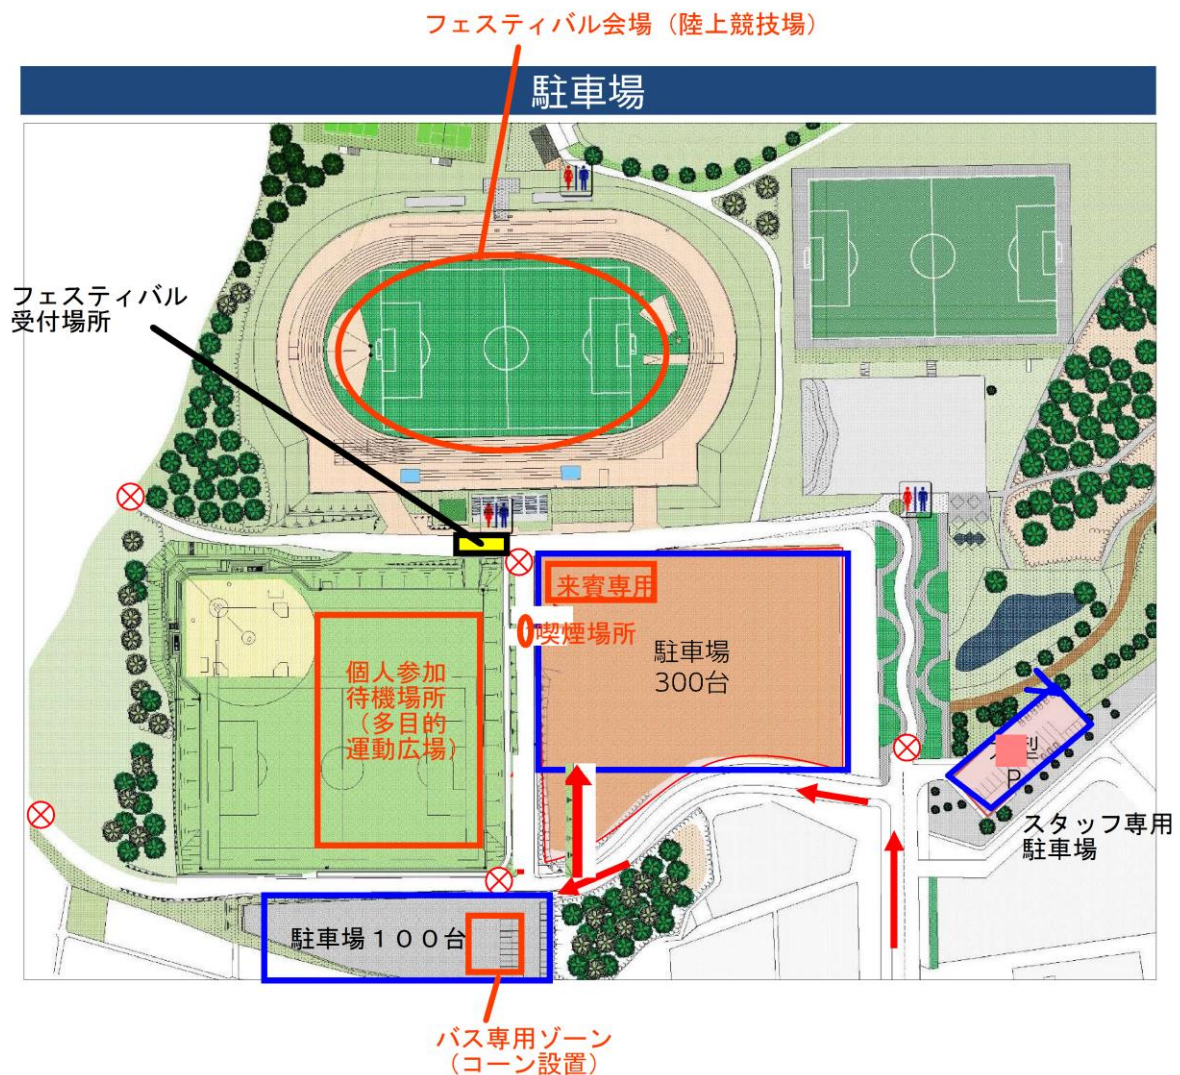 フェスティバル会場（陸上競技場）
駐車場
フェスティバル
受付場所
来賓専用
喫煙場所
駐車場
300台
個人参加
待機場所
（多目的
運動広場）
P
スタッフ専用
駐車場
駐車場１００台
バス専用ゾーン
（コーン設置）